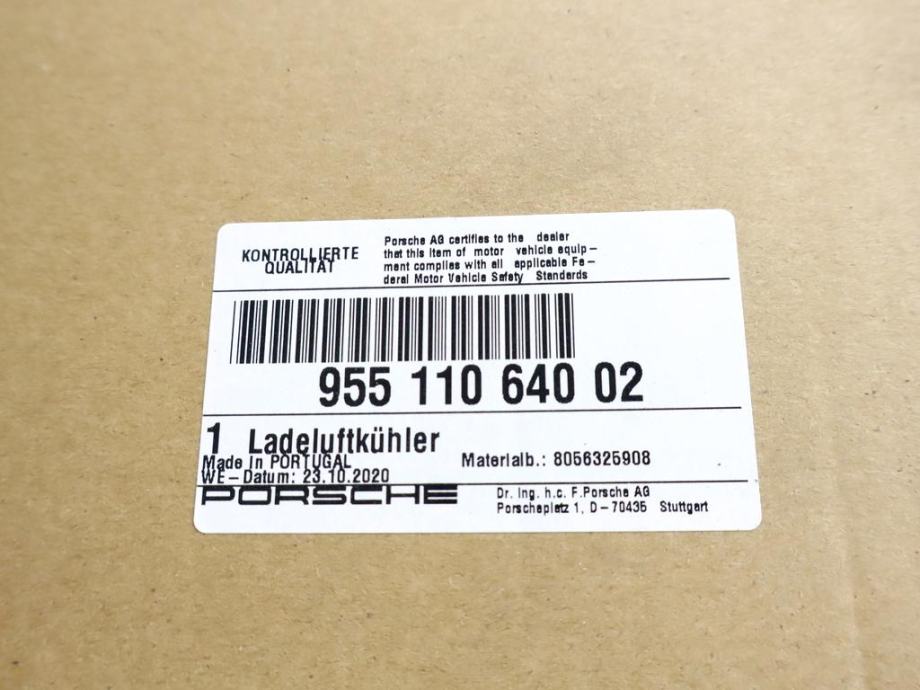 KONTROLLIERTE
QUALITÄT
Porsche AG certifies to the dealer
that this item of motor vehicle equip-
ment complies with all applicable Fe-
deral Motor Vehicle Safety Standards
955 110 640 02
1 Ladeluftkühler
Made in PORTUGAL
Materialb.: 8056325908
WE-Datum: 23.10.2020
PORSCHE
Dr. Ing. h.c. F.Porsche AG
Porscheplatz 1, D-70435 Stuttgart